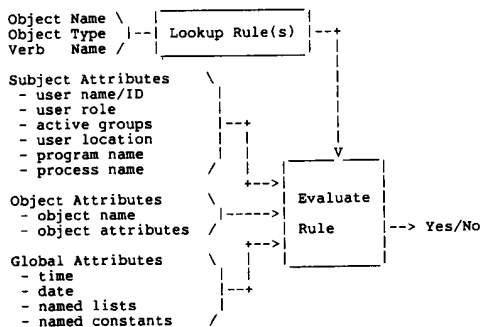 Object Name
Object Type
Verb Name
Lookup Rule(s)
Subject Attributes
- user name/ID
- user role
- active groups
- user location
- program name
- process name
Object Attributes
- object name
- object attributes
Evaluate
Rule
Yes/No
Global Attributes
- time
- date
- named lists
- named constants